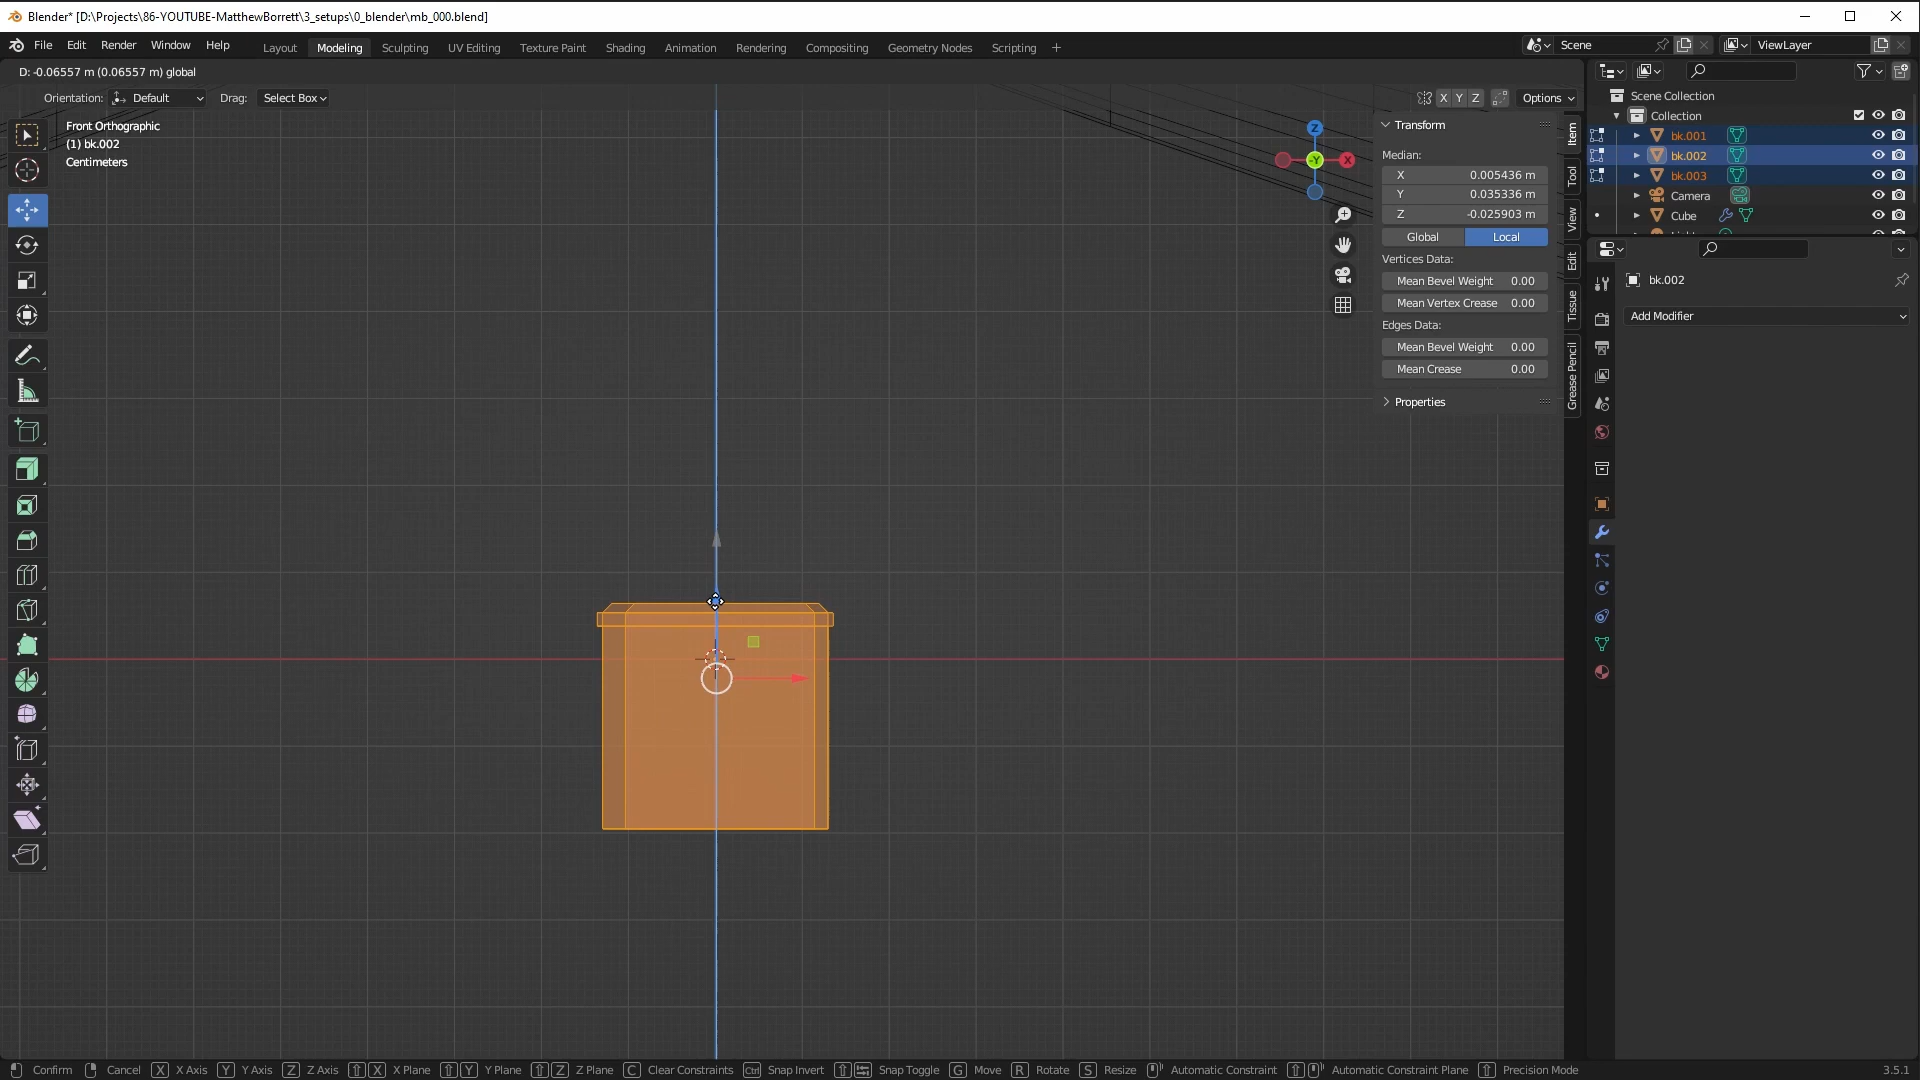 Blender* [D:\Projects\86-YOUTUBE-MatthewBorrett\3_setups\0_blender\mb_000.blend]
File Edit Render Window Help
Layout Modeling Sculpting UV Editing Texture Paint Shading Animation Rendering Compositing Geometry Nodes Scripting
Scene
ViewLayer
D: -0.06557 m (0.06557 m) global
Orientation: Default Drag: Select Box
X Y Z Options
Front Orthographic
(1) bk.002
Centimeters
Z
-Y
X
Transform
Median:
X 0.005436 m
Y 0.035336 m
Z -0.025903 m
Global Local
Vertices Data:
Mean Bevel Weight 0.00
Mean Vertex Crease 0.00
Edges Data:
Mean Bevel Weight 0.00
Mean Crease 0.00
Properties
Item
Tool
View
Edit
Tissue
Grease Pencil
Scene Collection
Collection
bk.001
bk.002
bk.003
Camera
Cube
bk.002
Add Modifier
Confirm Cancel X X Axis Y Y Axis Z Z Axis X X Plane Y Y Plane Z Z Plane C Clear Constraints Ctrl Snap Invert Snap Toggle G Move R Rotate S Resize Automatic Constraint Automatic Constraint Plane Precision Mode 3.5.1